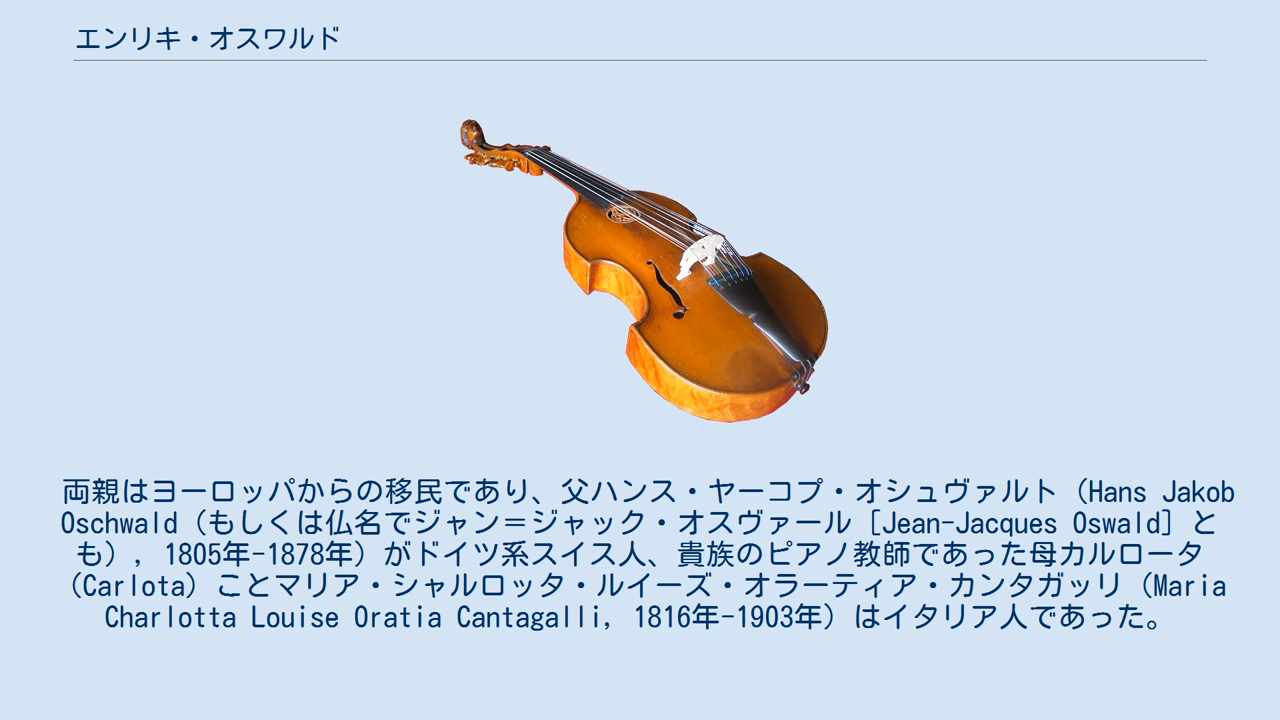 エンリキ・オスワルド
両親はヨーロッパからの移民であり、父ハンス・ヤーコプ・オシュヴァルト（Hans Jakob
Oschwald（もしくは仏名でジャン＝ジャック・オスヴァール［Jean-Jacques Oswald］と
も）, 1805年-1878年）がドイツ系スイス人、貴族のピアノ教師であった母カルロータ
（Carlota）ことマリア・シャルロッタ・ルイーズ・オラーティア・カンタガッリ（Maria
Charlotta Louise Oratia Cantagalli, 1816年-1903年）はイタリア人であった。